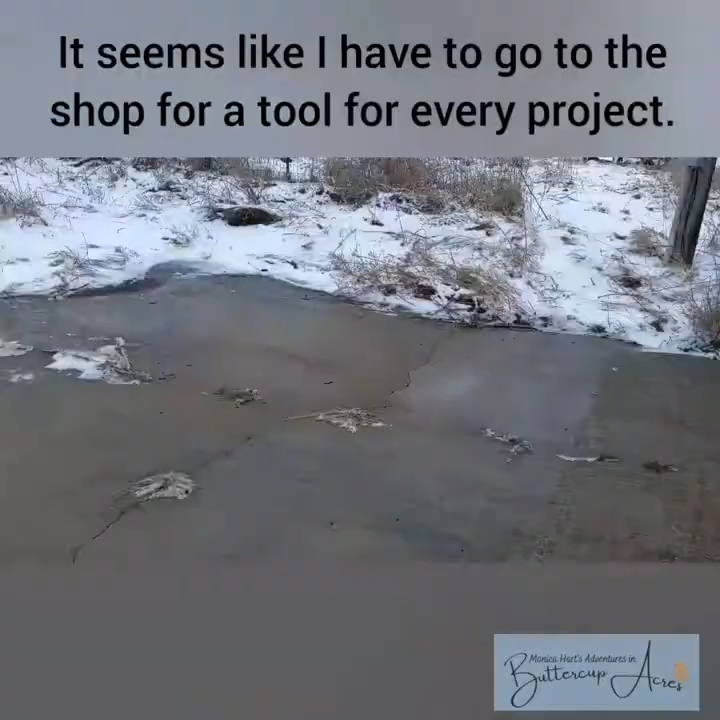 It seems like I have to go to the
shop for a tool for every project.
Monica Hart's Adventures in
Buttercup Acres